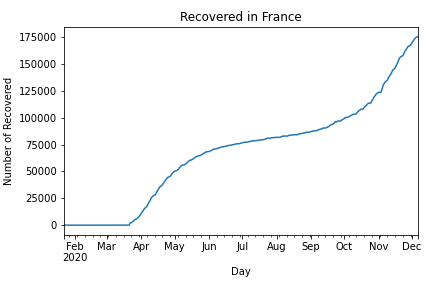 Recovered in France
Number of Recovered
175000
150000
125000
100000
75000
50000
25000
0
Feb Mar Apr May Jun Jul Aug Sep Oct Nov Dec
2020
Day